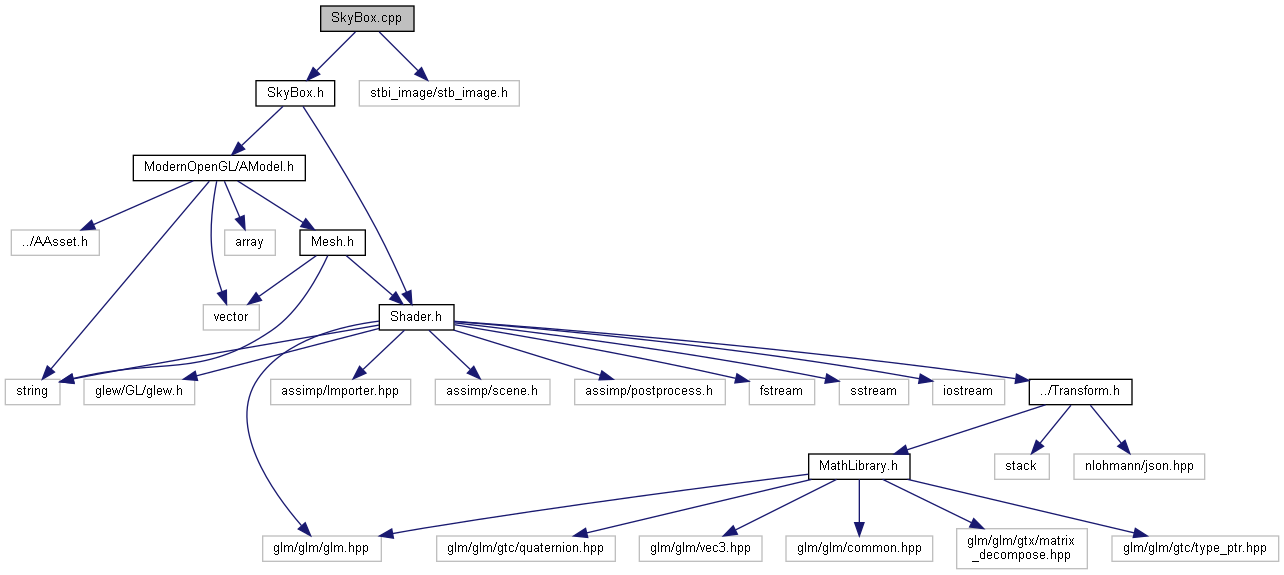 SkyBox.cpp
SkyBox.h
stbi_image/stb_image.h
ModernOpenGL/AModel.h
../AAsset.h
array
Mesh.h
vector
Shader.h
string
glew/GL/glew.h
assimp/Importer.hpp
assimp/scene.h
assimp/postprocess.h
fstream
sstream
iostream
../Transform.h
MathLibrary.h
stack
nlohmann/json.hpp
glm/glm/glm.hpp
glm/glm/gtc/quaternion.hpp
glm/glm/vec3.hpp
glm/glm/common.hpp
glm/glm/gtx/matrix
_decompose.hpp
glm/glm/gtc/type_ptr.hpp